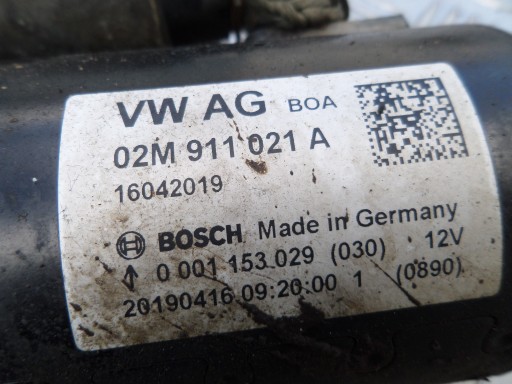 VW AG BOA
02M 911 021 A
16042019
BOSCH Made in Germany
0 001 153 029 (030) 12V
20190416 09:20:00 1 (0890)